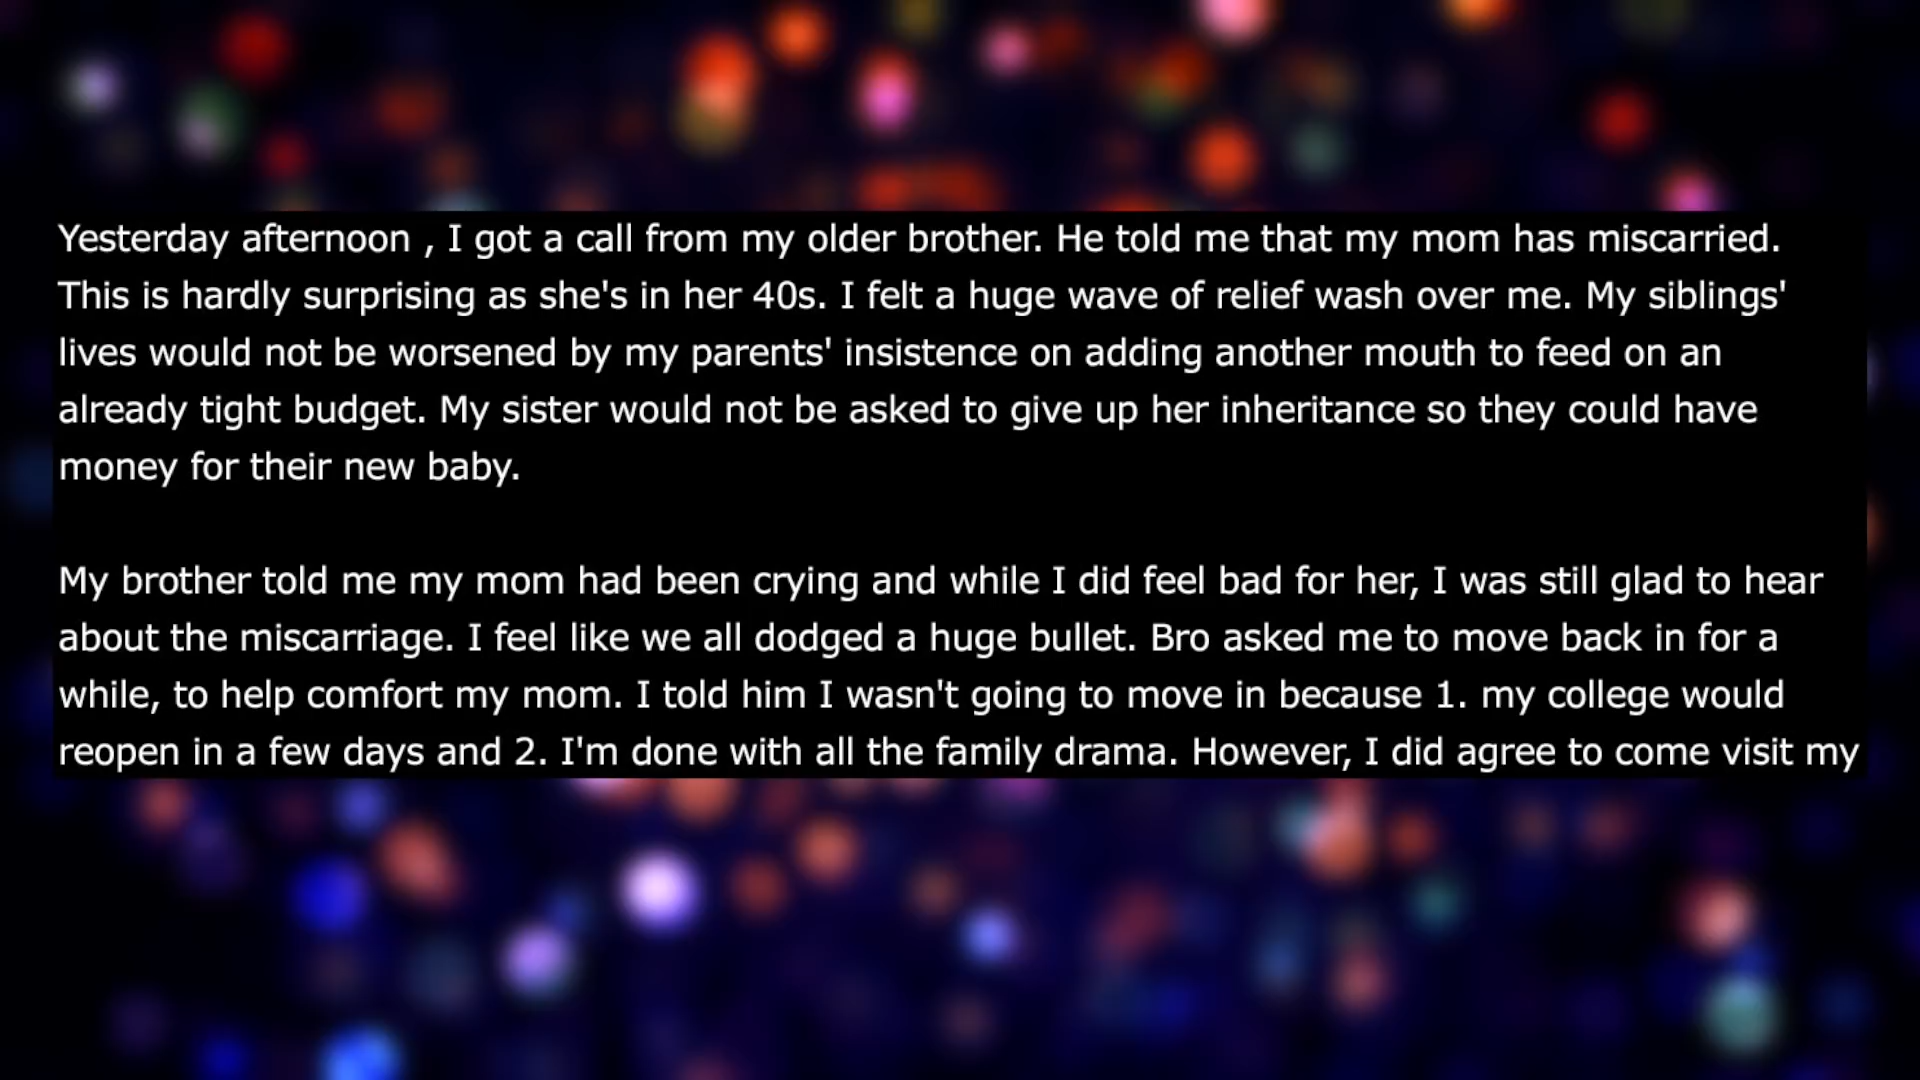 Yesterday afternoon , I got a call from my older brother. He told me that my mom has miscarried.
This is hardly surprising as she's in her 40s. I felt a huge wave of relief wash over me. My siblings'
lives would not be worsened by my parents' insistence on adding another mouth to feed on an
already tight budget. My sister would not be asked to give up her inheritance so they could have
money for their new baby.
My brother told me my mom had been crying and while I did feel bad for her, I was still glad to hear
about the miscarriage. I feel like we all dodged a huge bullet. Bro asked me to move back in for a
while, to help comfort my mom. I told him I wasn't going to move in because 1. my college would
reopen in a few days and 2. I'm done with all the family drama. However, I did agree to come visit my